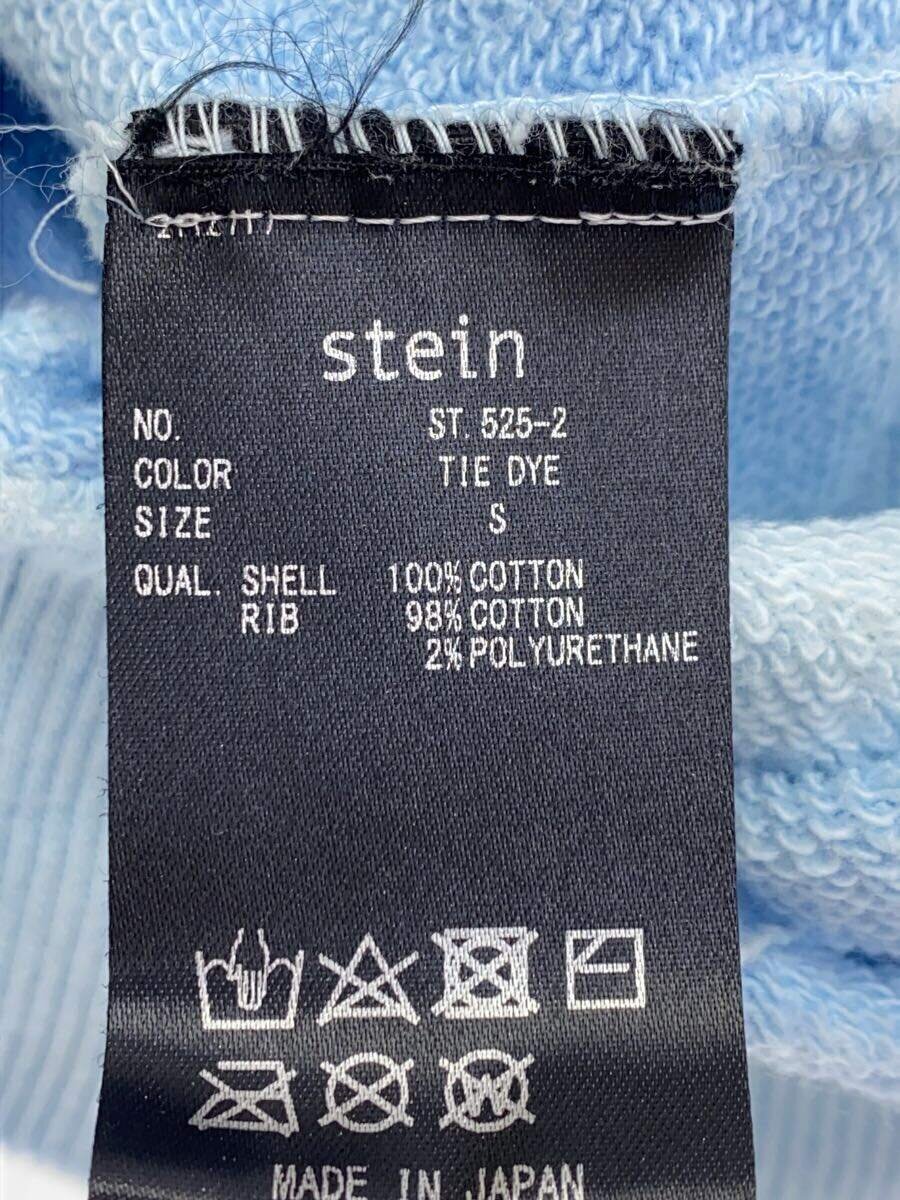 stein
NO. ST. 525-2
COLOR TIE DYE
SIZE S
QUAL. SHELL 100% COTTON
RIB 98% COTTON
2% POLYURETHANE
W
MADE IN JAPAN